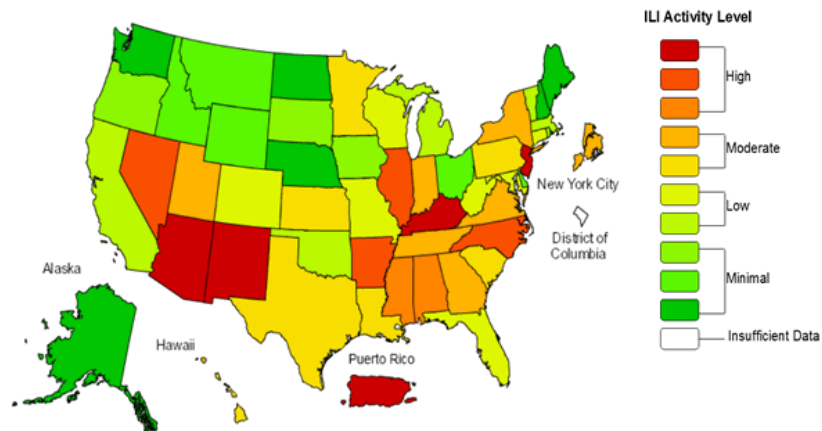 ILI Activity Level
High
Moderate
Low
Minimal
Insufficient Data
New York City
District of
Columbia
Alaska
Hawaii
Puerto Rico